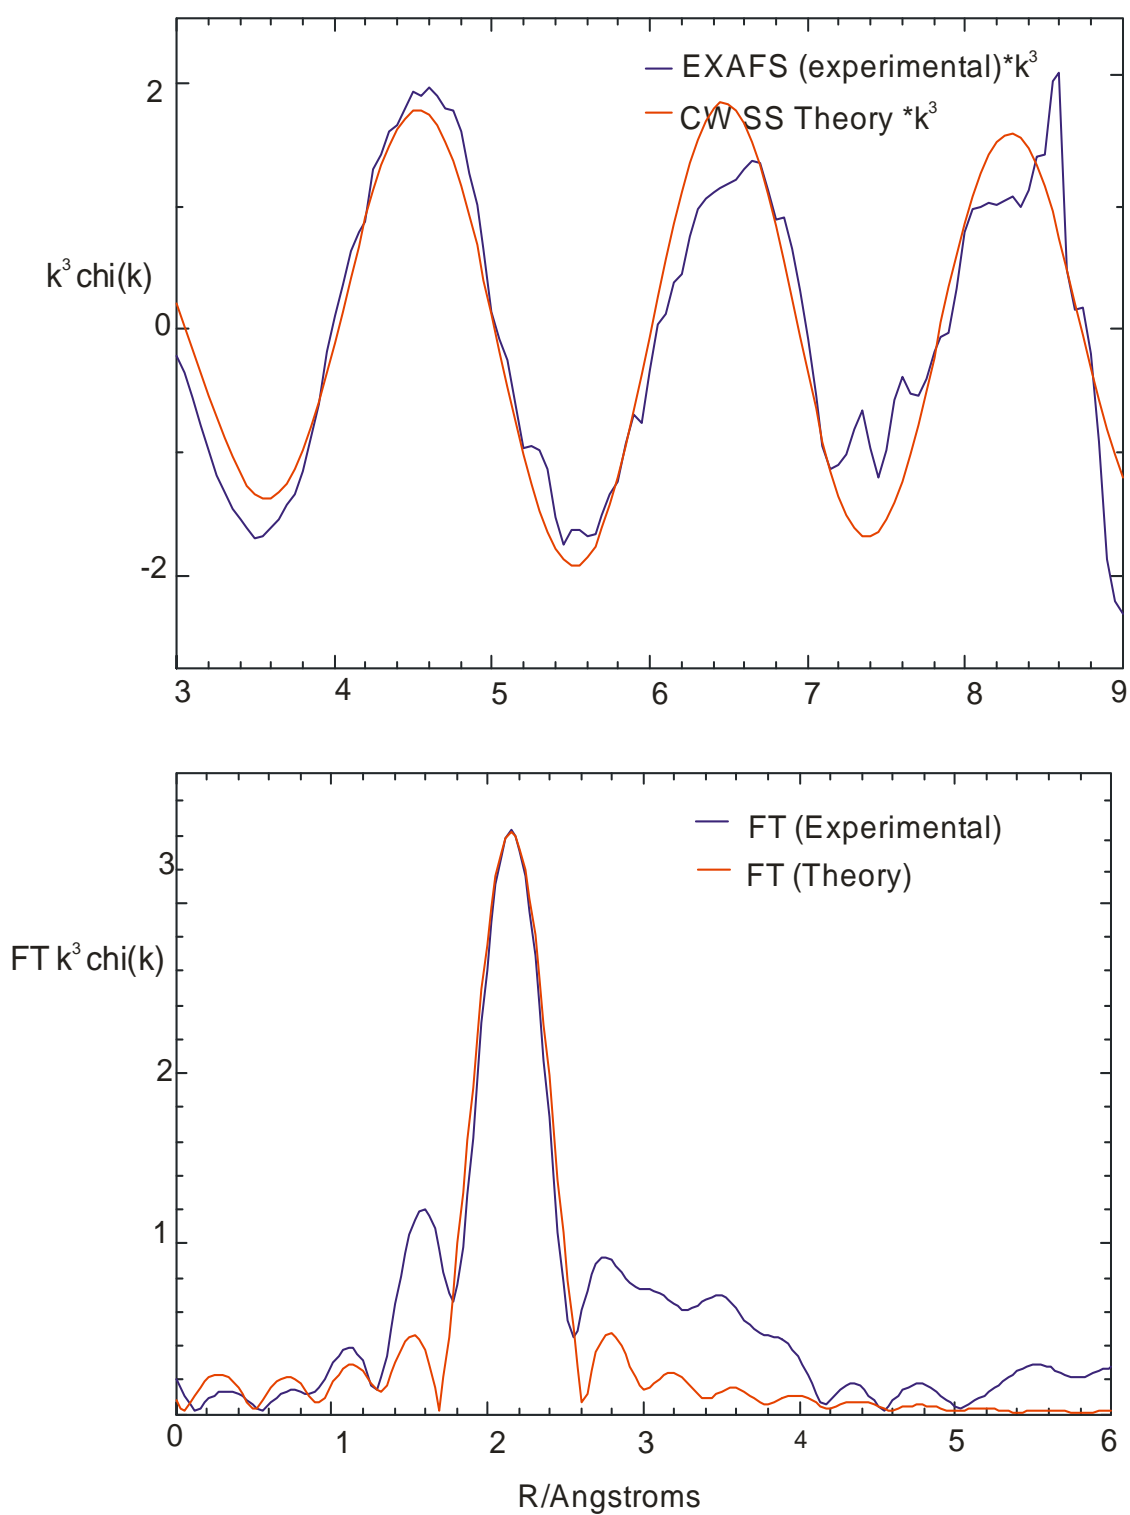 EXAFS (experimental)*k³
CW SS Theory *k³
2
k³ chi(k)
0
-2
3 4 5 6 7 8 9
FT (Experimental)
FT (Theory)
3
FT k³ chi(k)
2
1
0 1 2 3 4 5 6
R/Angstroms